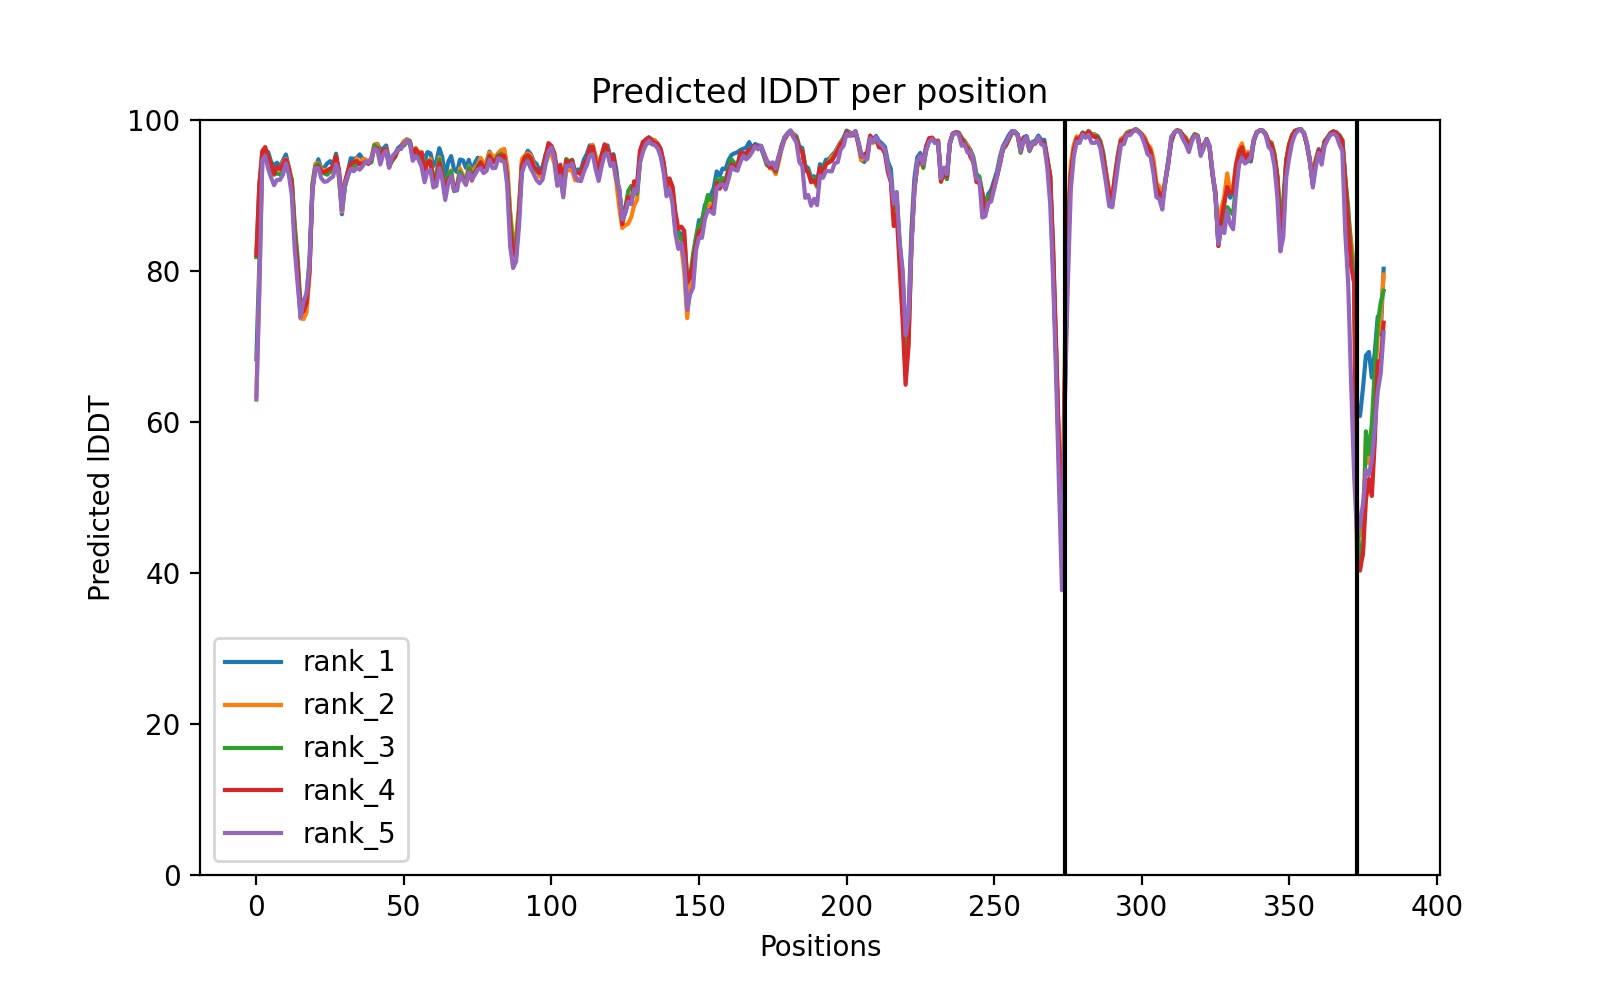 Predicted lDDT per position
100
80
60
40
20
0
Predicted lDDT
rank_1
rank_2
rank_3
rank_4
rank_5
0 50 100 150 200 250 300 350 400
Positions